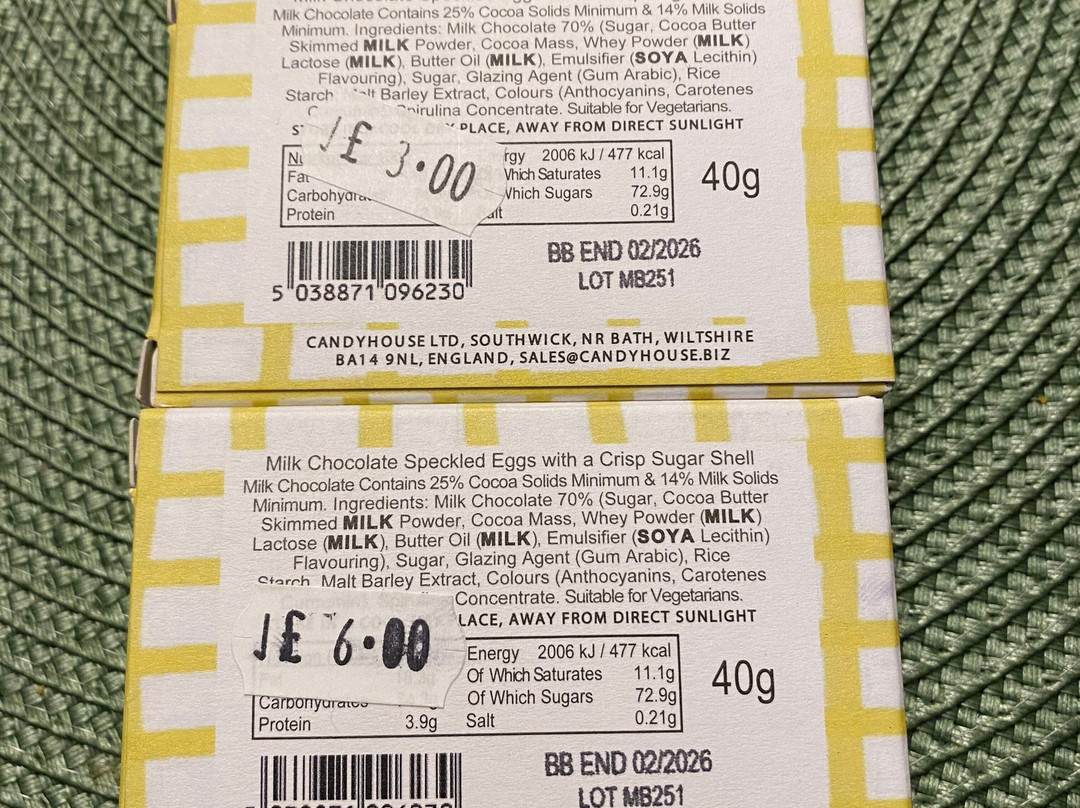 Milk Chocolate Contains 25% Cocoa Solids Minimum & 14% Milk Solids
Minimum. Ingredients: Milk Chocolate 70% (Sugar, Cocoa Butter
Skimmed MILK Powder, Cocoa Mass, Whey Powder (MILK)
Lactose (MILK), Butter Oil (MILK), Emulsifier (SOYA Lecithin)
Flavouring), Sugar, Glazing Agent (Gum Arabic), Rice
Starch Barley Extract, Colours (Anthocyanins, Carotenes
Concentrate. Suitable for Vegetarians.
PLACE, AWAY FROM DIRECT SUNLIGHT
£3.00
2006 kJ / 477 kcal
Which Saturates 11.1g
Which Sugars 72.9g
Protein 0.21g
40g
BB END 02/2026
LOT MB251
5 038871 096230
CANDYHOUSE LTD, SOUTHWICK, NR BATH, WILTSHIRE
BA14 9NL, ENGLAND, SALES@CANDYHOUSE.BIZ
Milk Chocolate Speckled Eggs with a Crisp Sugar Shell
Milk Chocolate Contains 25% Cocoa Solids Minimum & 14% Milk Solids
Minimum. Ingredients: Milk Chocolate 70% (Sugar, Cocoa Butter
Skimmed MILK Powder, Cocoa Mass, Whey Powder (MILK)
Lactose (MILK), Butter Oil (MILK), Emulsifier (SOYA Lecithin)
Flavouring), Sugar, Glazing Agent (Gum Arabic), Rice
Starch Malt Barley Extract, Colours (Anthocyanins, Carotenes
Concentrate. Suitable for Vegetarians.
LACE, AWAY FROM DIRECT SUNLIGHT
£6.00
Energy 2006 kJ / 477 kcal
Of Which Saturates 11.1g
Carbohydrates Of Which Sugars 72.9g
Protein 3.9g Salt 0.21g
40g
BB END 02/2026
LOT MB251